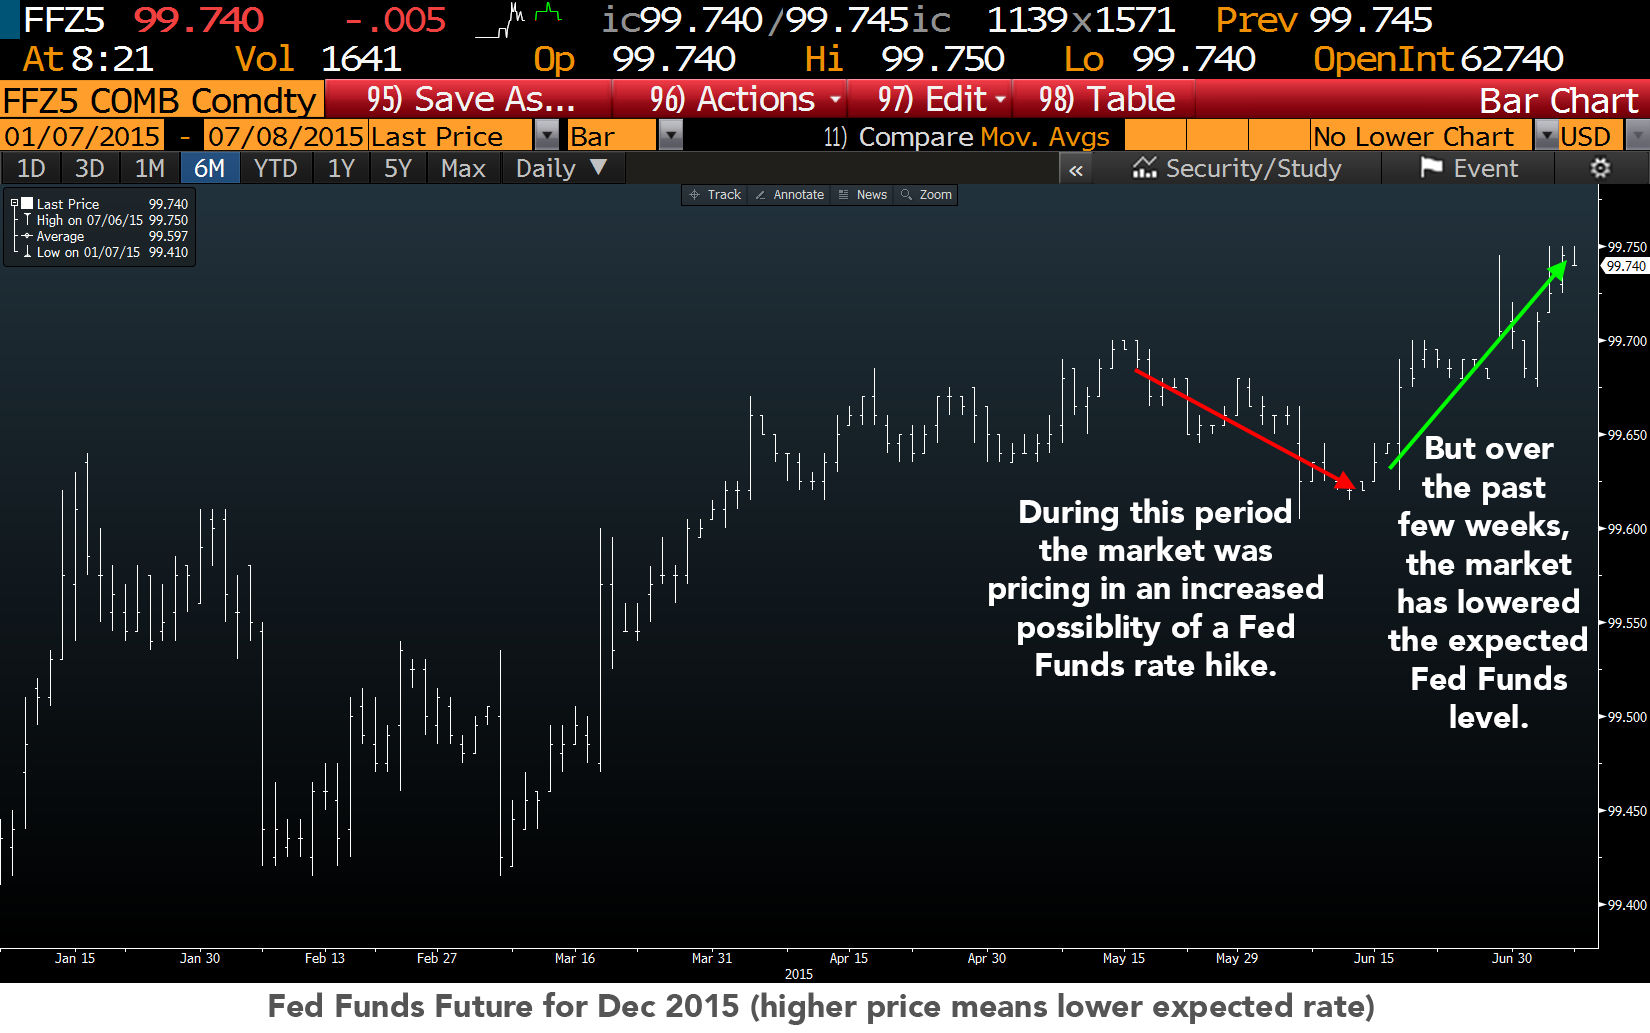 FFZ5 99.740 -.005 ic99.740/99.745ic 1139x1571 Prev 99.745
At 8:21 Vol 1641 Op 99.740 Hi 99.750 Lo 99.740 OpenInt 62740
FFZ5 COMB Comdty 95) Save As... 96) Actions 97) Edit 98) Table Bar Chart
01/07/2015 - 07/08/2015 Last Price Bar 11) Compare Mov. Avgs No Lower Chart USD
1D 3D 1M 6M YTD 1Y 5Y Max Daily ▼ « Security/Study Event
Track Annotate News Zoom
Last Price 99.740
High on 07/06/15 99.750
Average 99.597
Low on 01/07/15 99.410
99.750
99.740
99.700
99.650
99.600
99.550
99.500
99.450
99.400
During this period
the market was
pricing in an increased
possiblity of a Fed
Funds rate hike.
But over
the past
few weeks,
the market
has lowered
the expected
Fed Funds
level.
Jan 15 Jan 30 Feb 13 Feb 27 Mar 16 Mar 31 Apr 15 Apr 30 May 15 May 29 Jun 15 Jun 30
2015
Fed Funds Future for Dec 2015 (higher price means lower expected rate)